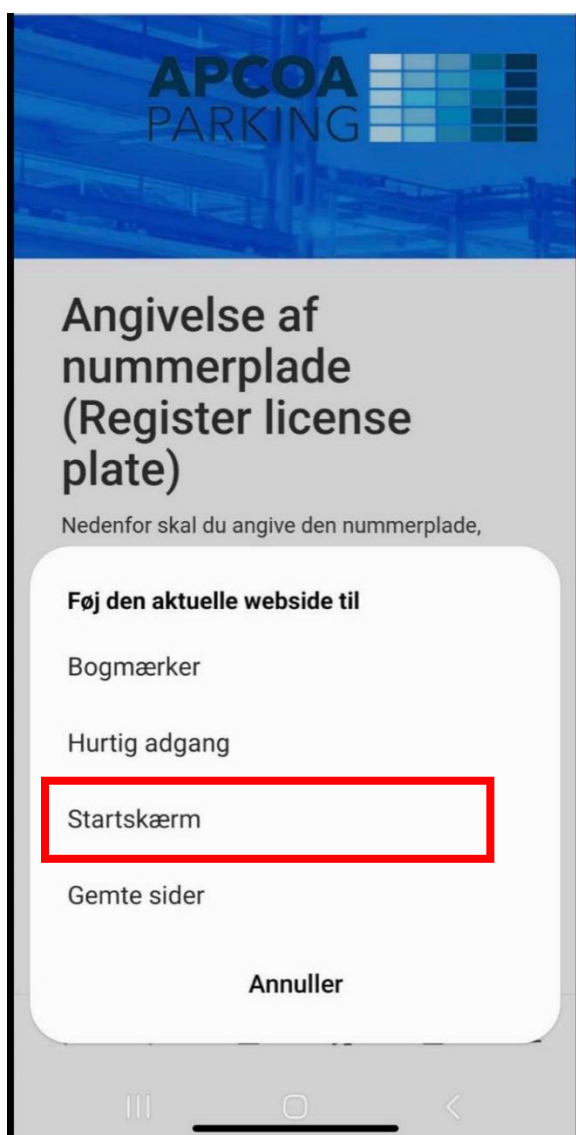 APCOA
PARKING
Angivelse af
nummerplade
(Register license
plate)
Nedenfor skal du angive den nummerplade,
Føj den aktuelle webside til
Bogmærker
Hurtig adgang
Startskærm
Gemte sider
Annuller